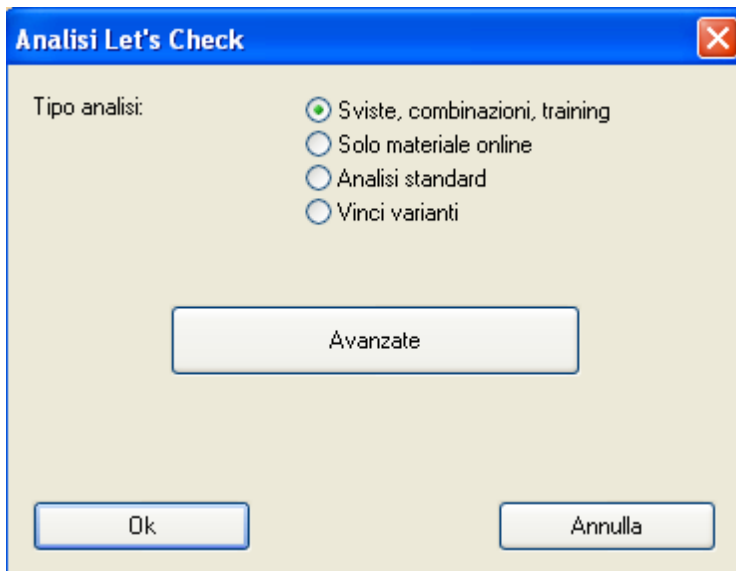 Analisi Let's Check
Tipo analisi:
Sviste, combinazioni, training
Solo materiale online
Analisi standard
Vinci varianti
Avanzate
Ok
Annulla